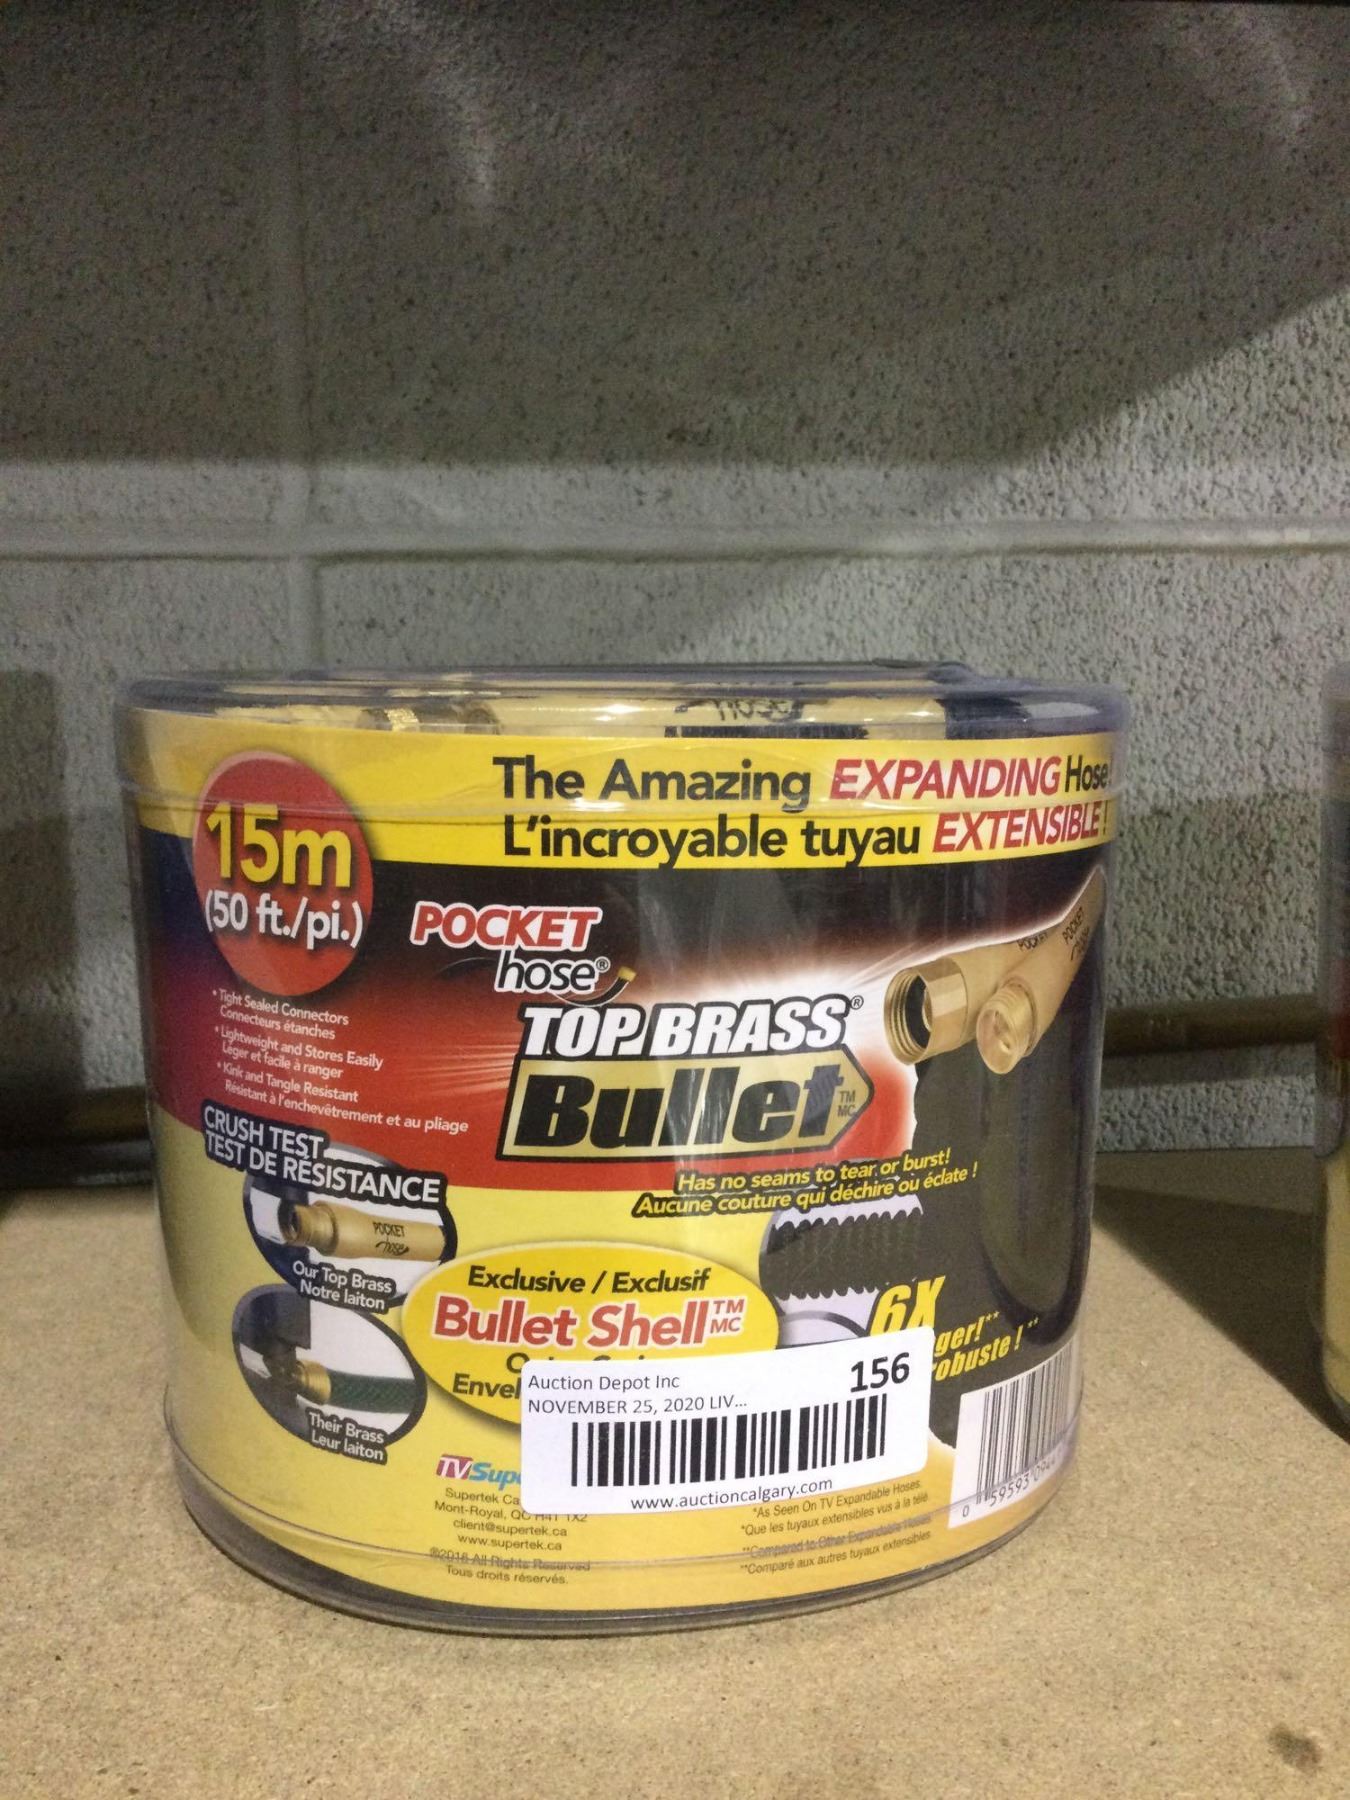 The Amazing EXPANDING Hose!
L'incroyable tuyau EXTENSIBLE!
15m
(50 ft./pi.)
POCKET
hose®
TOP BRASS®
Bullet TM MC
• Tight Sealed Connectors
Connecteurs étanches
• Lightweight and Stores Easily
Léger et facile à ranger
• Kink and Tangle Resistant
Résistant à l'enchevêtrement et au pliage
CRUSH TEST
TEST DE RÉSISTANCE
POCKET
hose
Our Top Brass
Notre laiton
Their Brass
Leur laiton
Has no seams to tear or burst!
Aucune couture qui déchire ou éclate !
Exclusive / Exclusif
Bullet Shell TM MC
6X
Auction Depot Inc
156
NOVEMBER 25, 2020 LIV...
www.auctioncalgary.com
TV
Supertek
Mont-Royal, QC H4T 1X2
client@supertek.ca
www.supertek.ca
®2016 All Rights Reserved
Tous droits réservés.
*As Seen On TV Expandable Hoses.
*Que les tuyaux extensibles vus à la télé.
**Compared to Other Expandable Hoses
**Comparé aux autres tuyaux extensibles.
0 59593